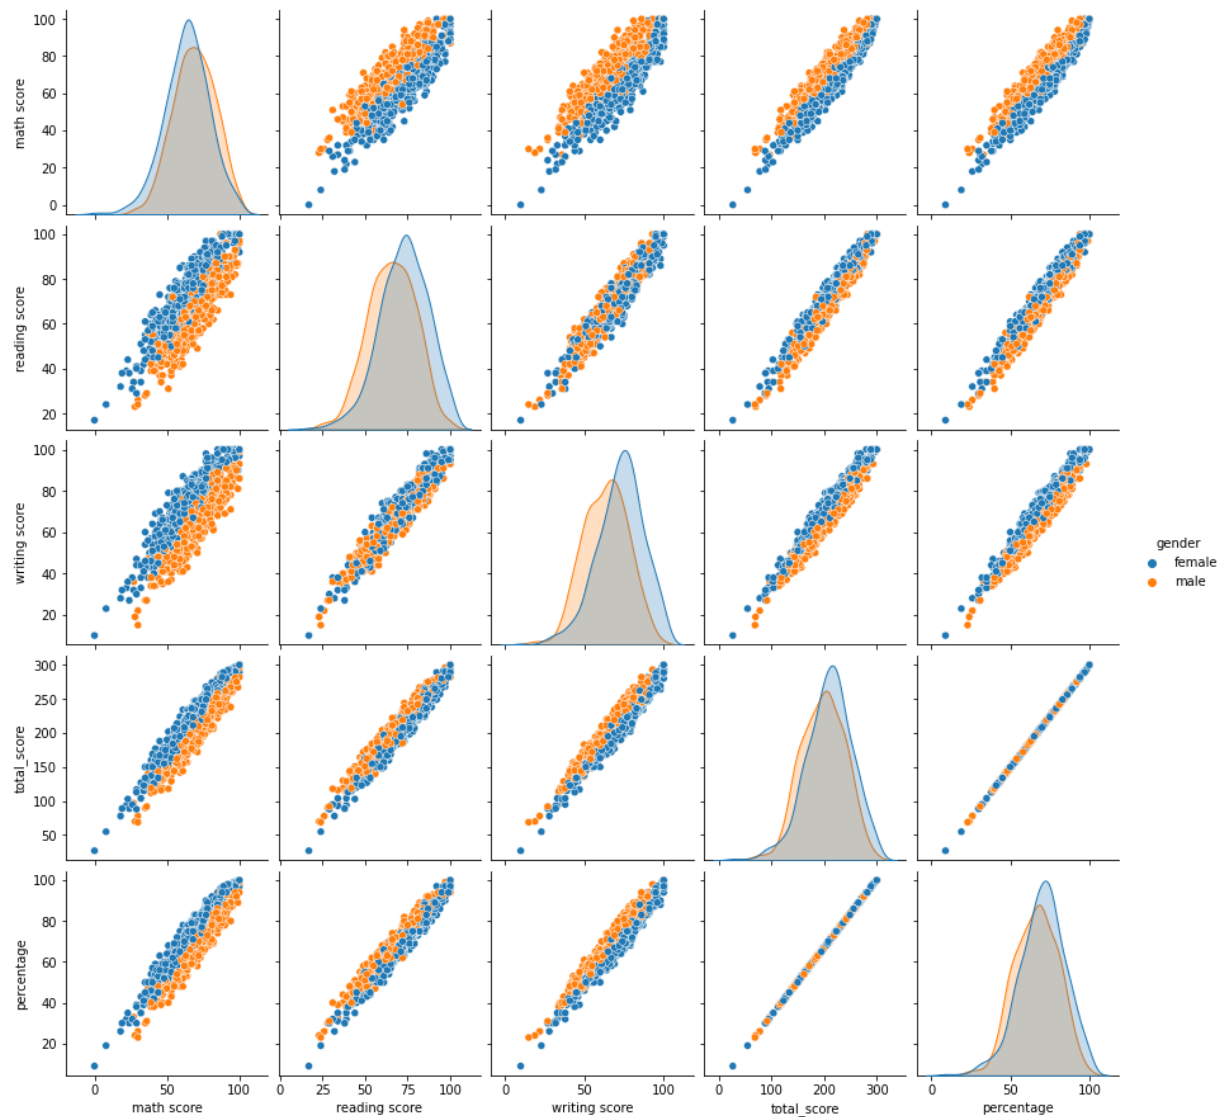 100
80
60
40
20
0
math score
100
80
60
40
20
reading score
100
80
60
40
20
writing score
gender
female
male
300
250
200
150
100
50
total_score
100
80
60
40
20
percentage
0 50 100
0 25 50 75 100
0 50 100
0 100 200 300
0 50 100
math score reading score writing score total_score percentage